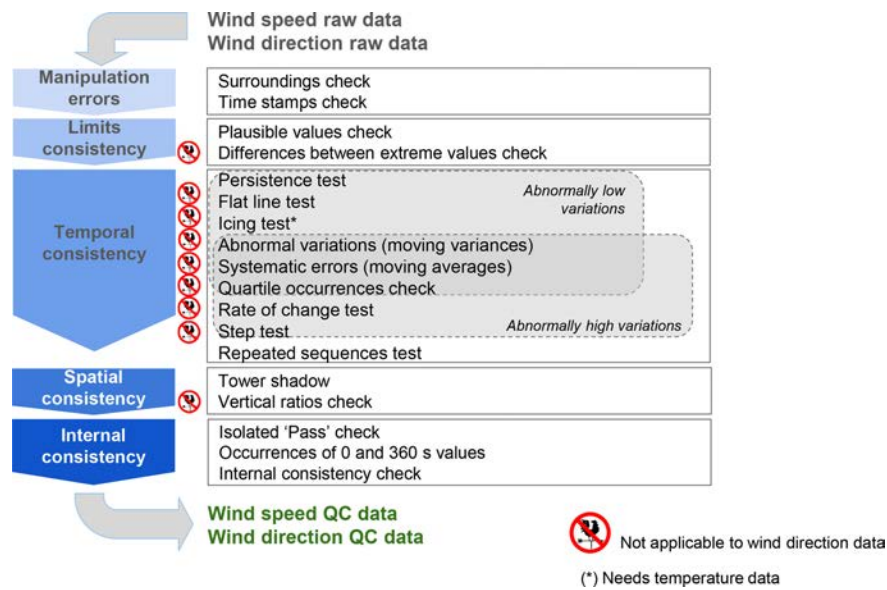 Wind speed raw data
Wind direction raw data
Manipulation
errors
Surroundings check
Time stamps check
Limits
consistency
Plausible values check
Differences between extreme values check
Temporal
consistency
Persistence test
Flat line test
Icing test*
Abnormal variations (moving variances)
Systematic errors (moving averages)
Quartile occurrences check
Rate of change test
Step test
Repeated sequences test
Abnormally low
variations
Abnormally high variations
Spatial
consistency
Tower shadow
Vertical ratios check
Internal
consistency
Isolated ‘Pass’ check
Occurrences of 0 and 360 s values
Internal consistency check
Wind speed QC data
Wind direction QC data
Not applicable to wind direction data
(*) Needs temperature data